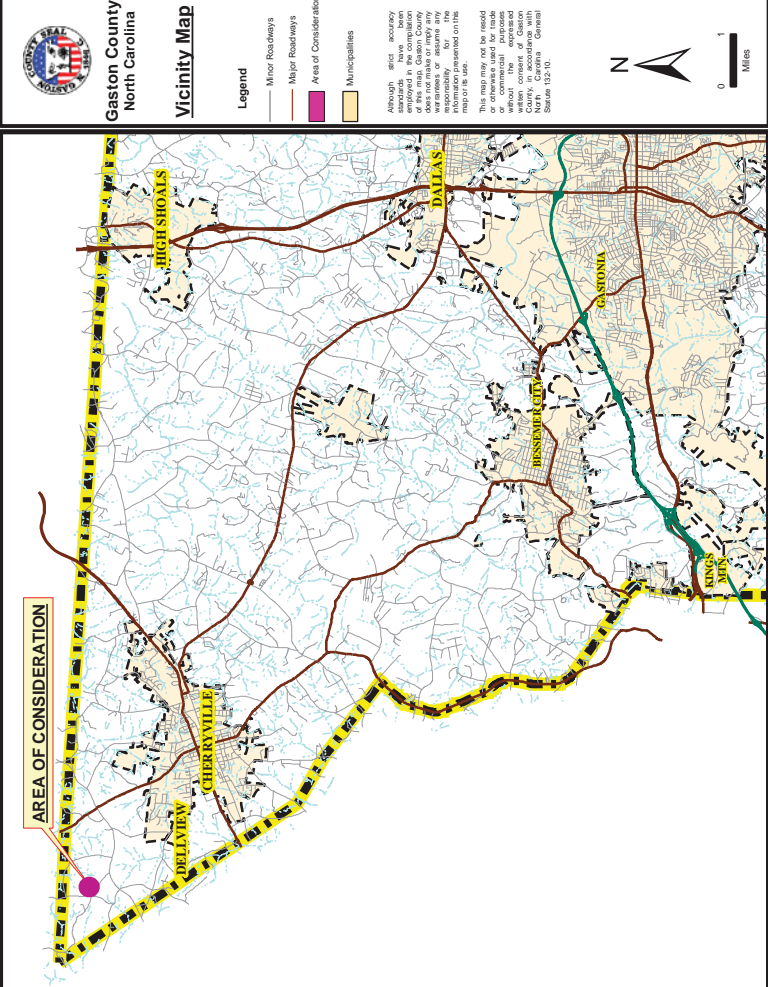 COUNTY SEAL
GASTON
Gaston County
North Carolina
Vicinity Map
Legend
Minor Roadways
Major Roadways
Area of Consideration
Municipalities
Although strict accuracy
standards have been
employed in the compilation
of this map, Gaston County
does not make or imply any
warrantees or assume any
responsibility for the
information presented on this
map or its use.
This map may not be resold
or otherwise used for trade
or commercial purposes
without the expressed
written consent of Gaston
County, in accordance with
North Carolina General
Statute 132-10.
N
0 1
Miles
AREA OF CONSIDERATION
HIGH SHOALS
DALLAS
CHERRYVILLE
DELLVIEW
BESSEMER CITY
GASTONIA
KINGS
MTN